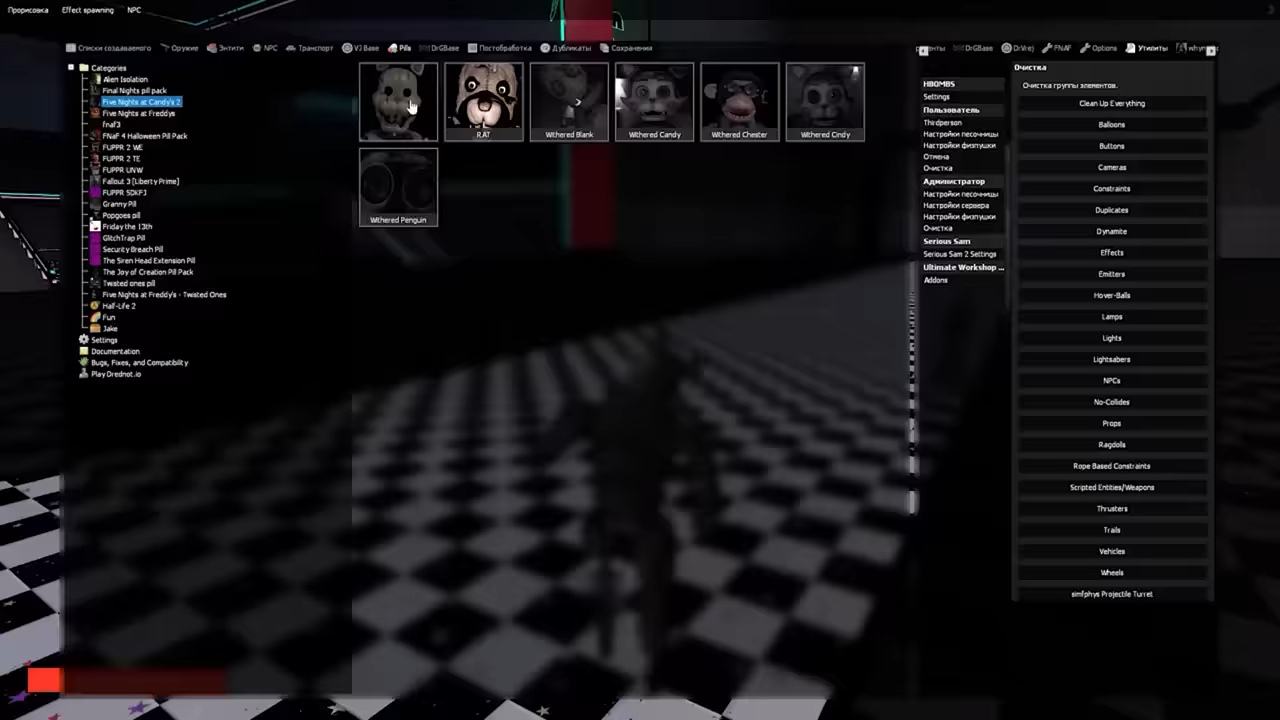 Прорисовка
Effect spawning
NPC
Списки создаваемого
Оружие
Энтити
NPC
Транспорт
VJ Base
Pills
DrGBase
Постобработка
Дубликаты
Сохранения
DrGBase
DrVrej
FNAF
Options
Утилиты
Categories
Alien Isolation
Final Nights pill pack
Five Nights at Candy's 2
Five Nights at Freddys
fnaf3
FNaF 4 Halloween Pill Pack
FUPPR 2 WE
FUPPR 2 TE
FUPPR UNW
Fallout 3 [Liberty Prime]
Granny Pill
Popgoes pill
Friday the 13th
GlitchTrap Pill
Security Breach Pill
The Siren Head Extension Pill
The Joy of Creation Pill Pack
Twisted ones pill
Five Nights at Freddy's - Twisted Ones
Half-Life 2
Fun
Jake
Settings
Documentation
Bugs, Fixes, and Compatibility
Play Drednot.io
RAT
Withered Blank
Withered Candy
Withered Chester
Withered Cindy
Withered Penguin
HBOMBS
Settings
Пользователь
Thirdperson
Настройки песочницы
Настройки физпушки
Отмена
Очистка
Администратор
Настройки песочницы
Настройки сервера
Настройки физпушки
Очистка
Serious Sam
Serious Sam 2 Settings
Ultimate Workshop ...
Addons
Очистка
Очистка группы элементов.
Clean Up Everything
Balloons
Buttons
Cameras
Constraints
Duplicates
Dynamite
Effects
Emitters
Hover-Balls
Lamps
Lights
Lightsabers
NPCs
No-Collides
Props
Ragdolls
Rope Based Constraints
Scripted Entities/Weapons
Thrusters
Trails
Vehicles
Wheels
simfphys Projectile Turret